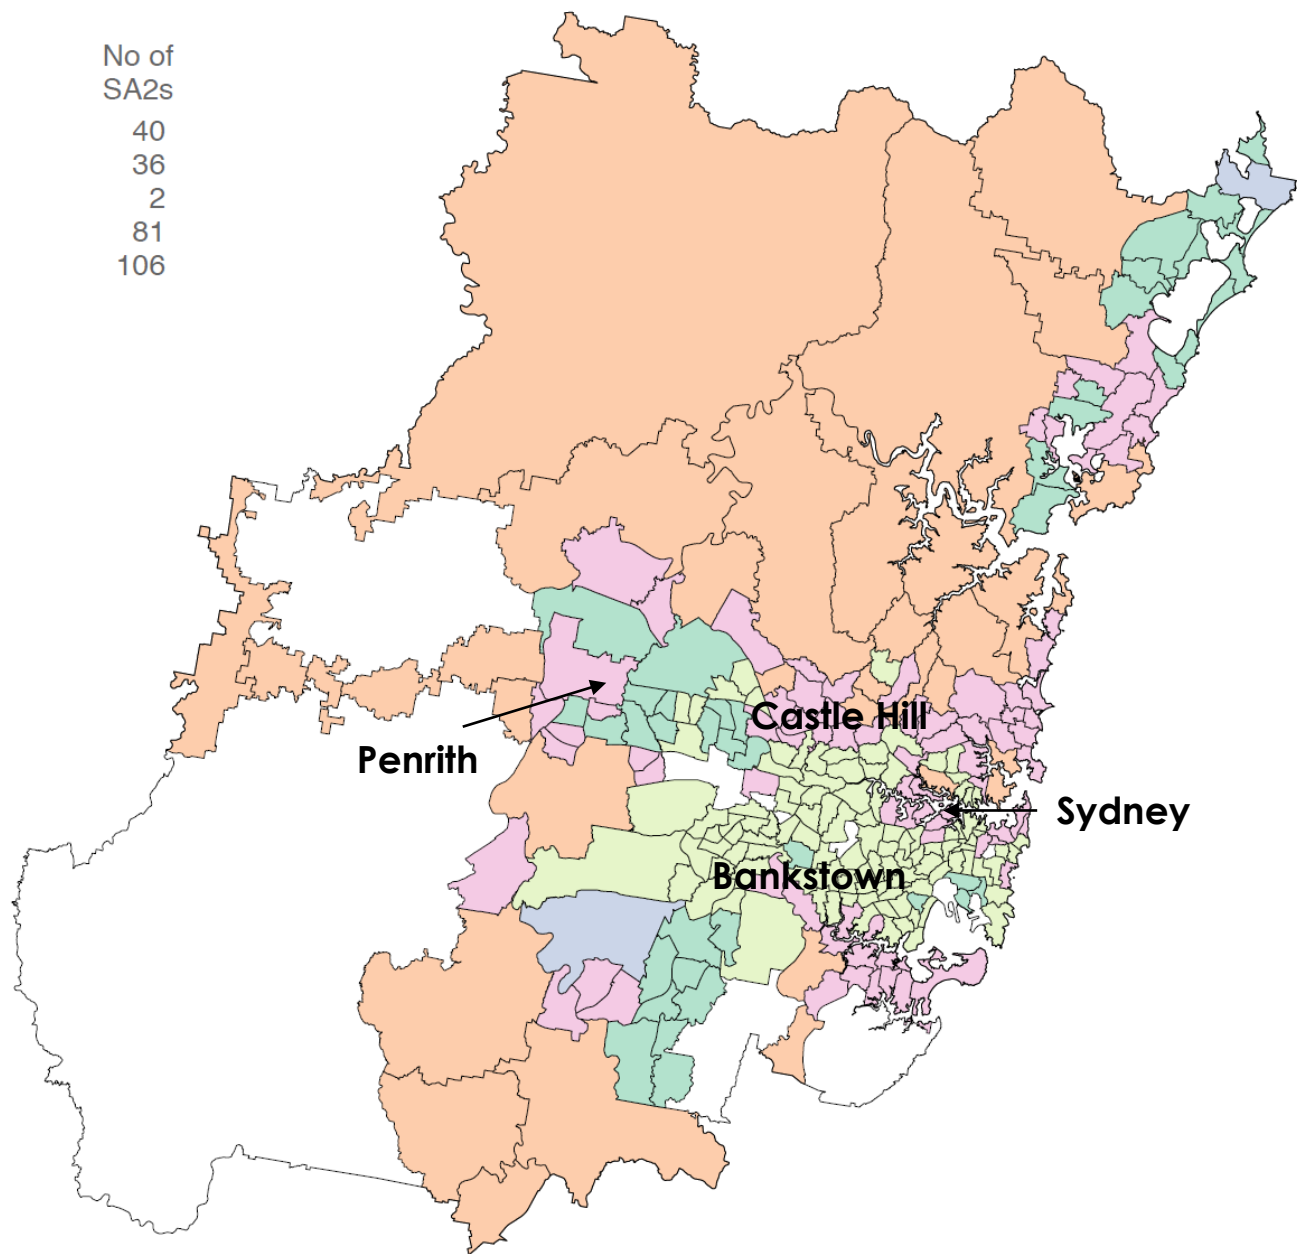 No of
SA2s
40
36
2
81
106
Castle Hill
Penrith
Sydney
Bankstown